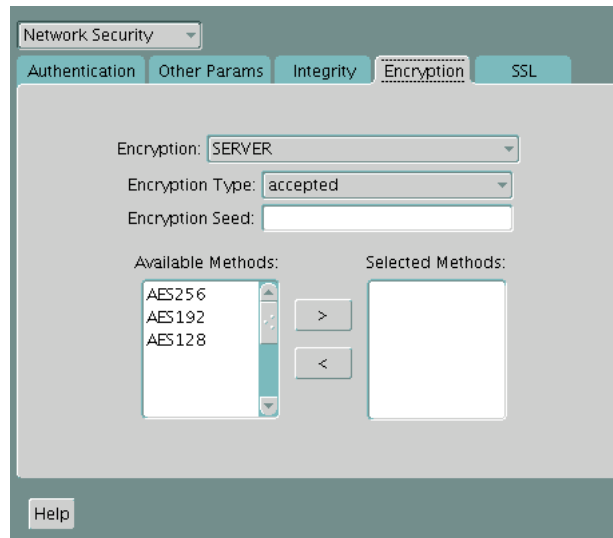 Network Security
Authentication Other Params Integrity Encryption SSL
Encryption: SERVER
Encryption Type: accepted
Encryption Seed:
Available Methods: Selected Methods:
AES256
AES192
AES128
>
<
Help